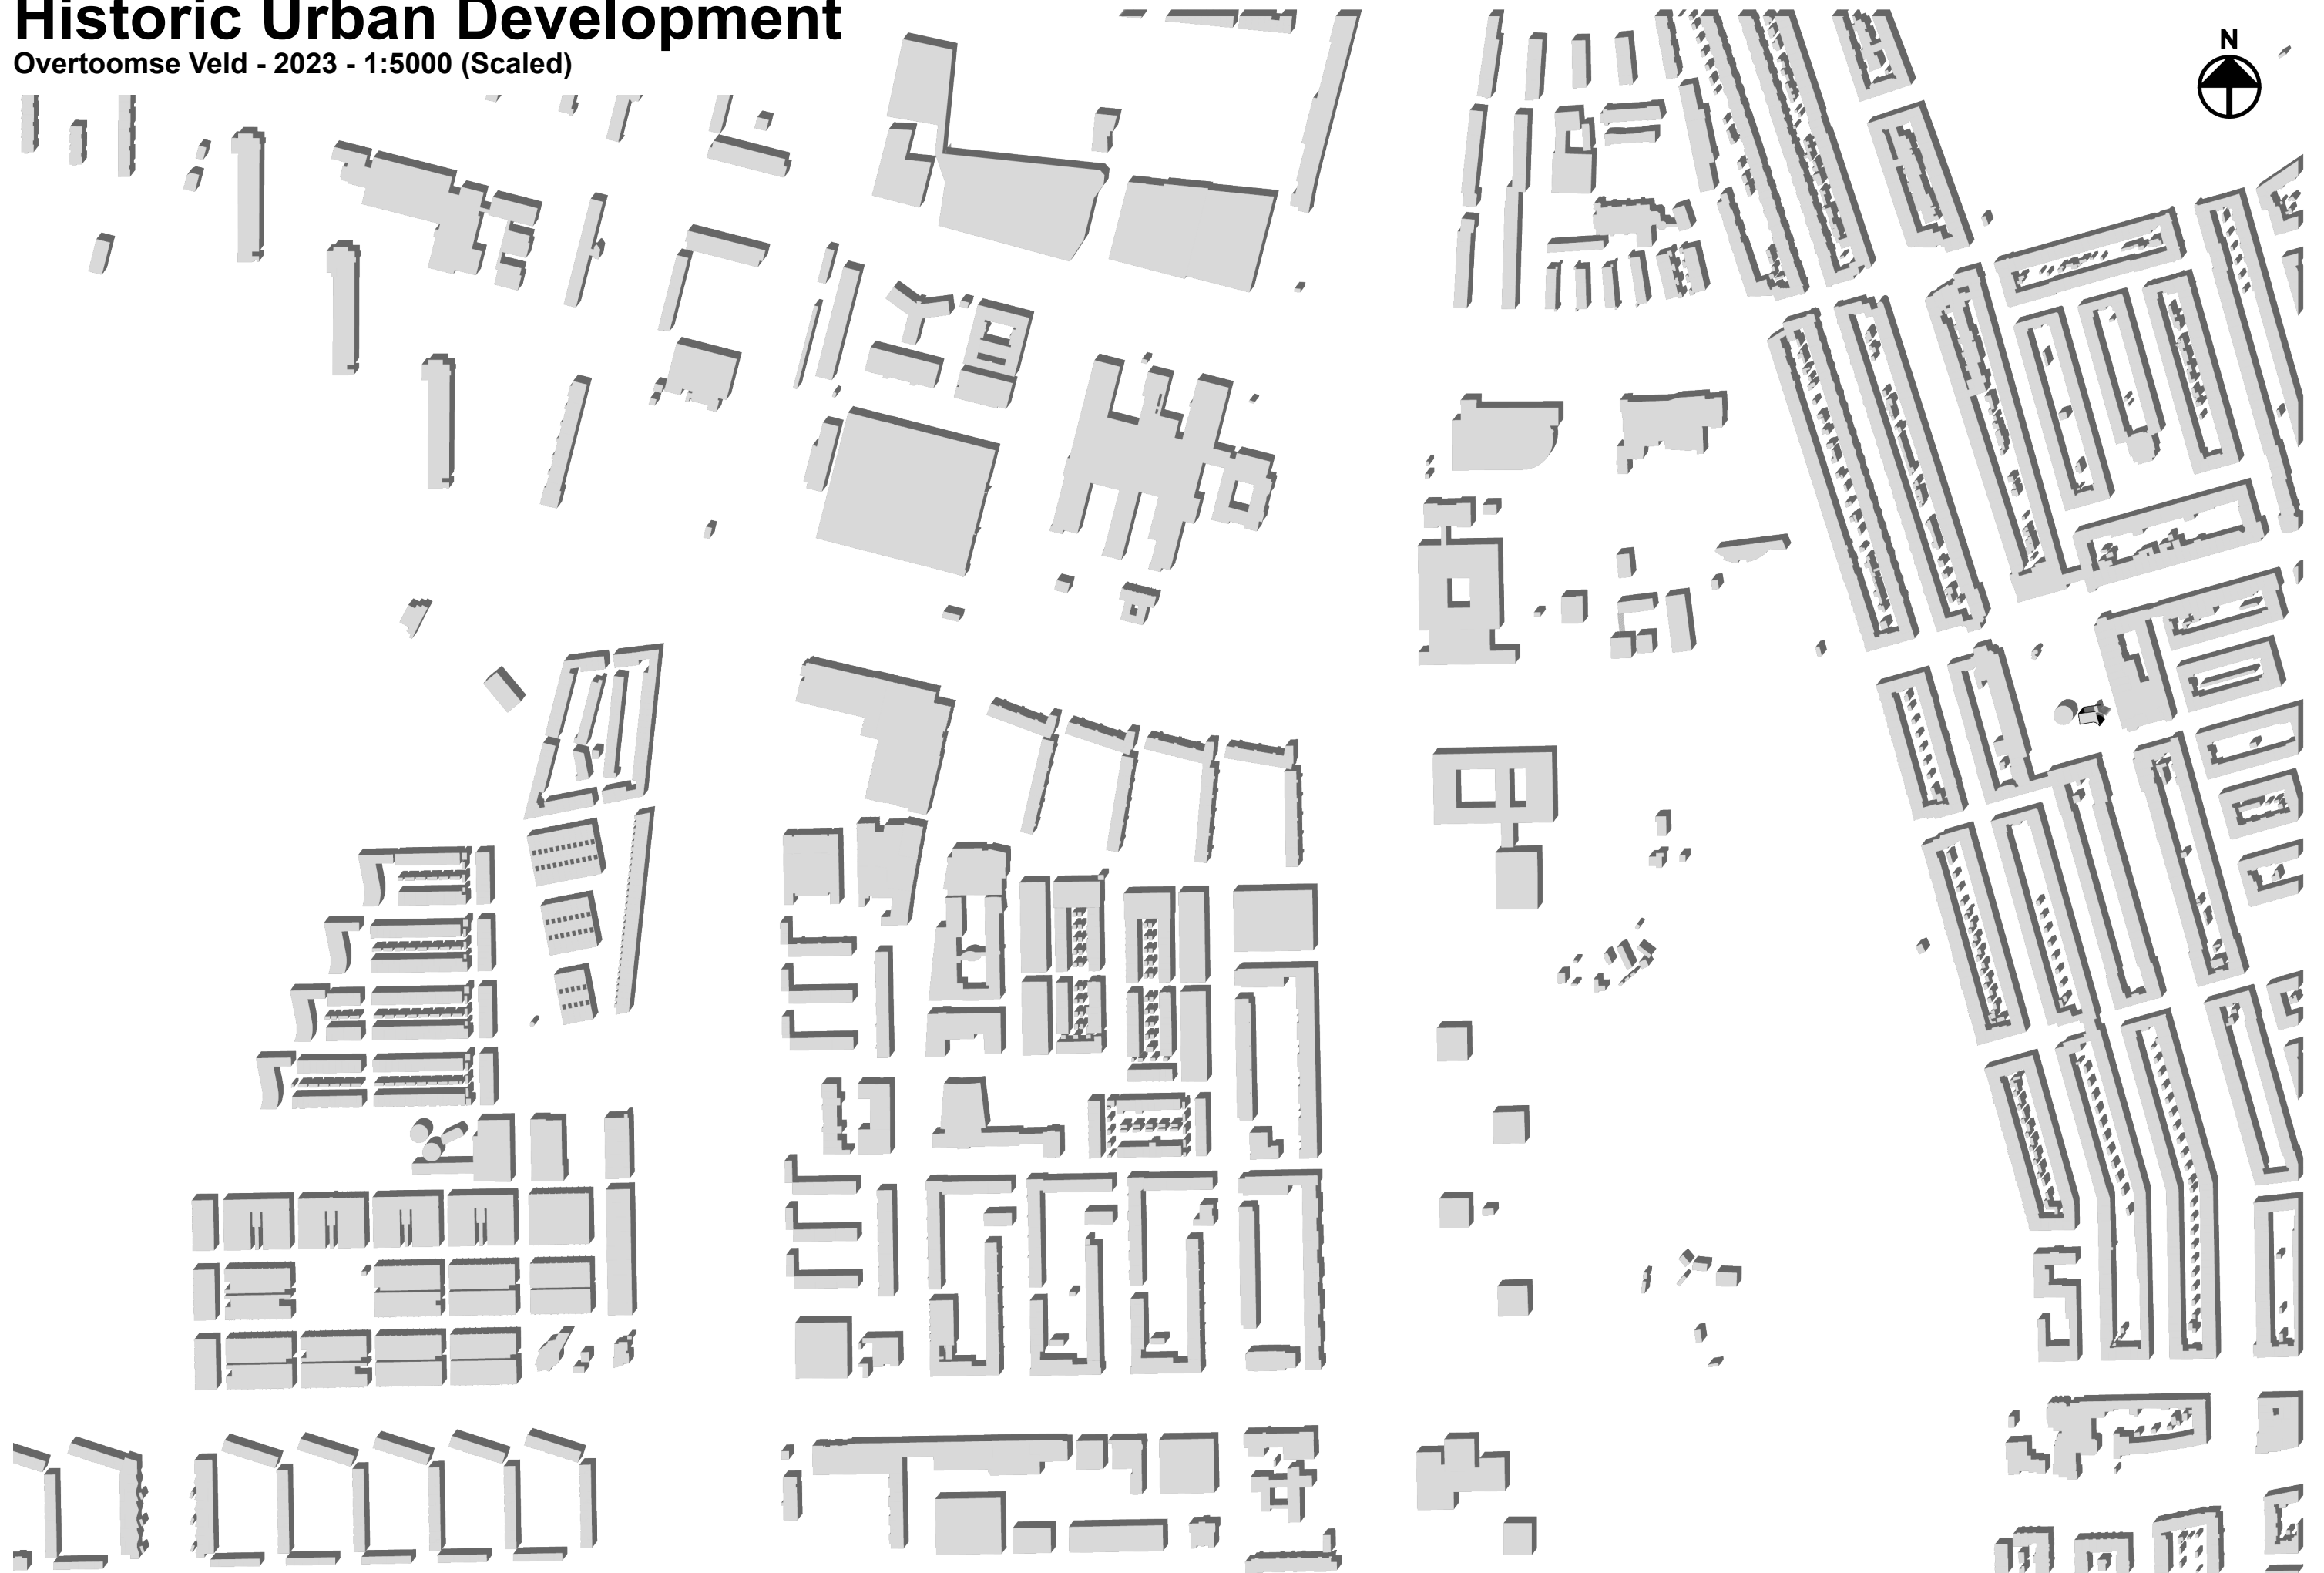 Historic Urban Development
Overtoomse Veld - 2023 - 1:5000 (Scaled)
N